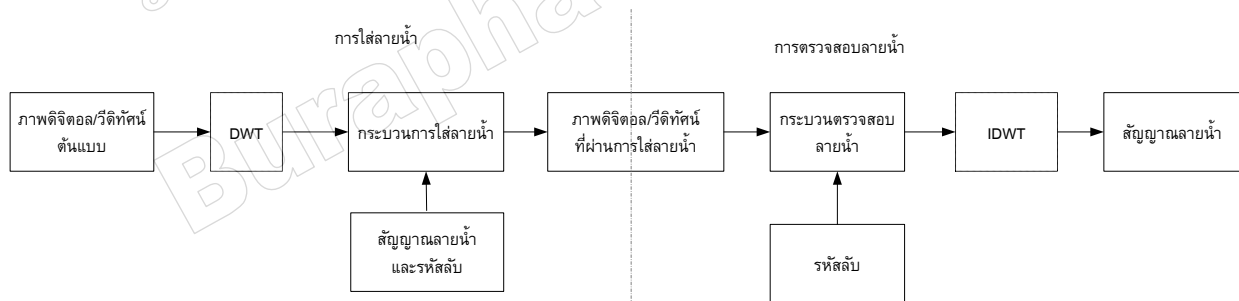 การใส่ลายน้ำ
การตรวจสอบลายน้ำ
ภาพดิจิตอล/วีดิทัศน์
ต้นแบบ
DWT
กระบวนการใส่ลายน้ำ
ภาพดิจิตอล/วีดิทัศน์
ที่ผ่านการใส่ลายน้ำ
กระบวนตรวจสอบ
ลายน้ำ
IDWT
สัญญาณลายน้ำ
สัญญาณลายน้ำ
และรหัสลับ
รหัสลับ
Burapha